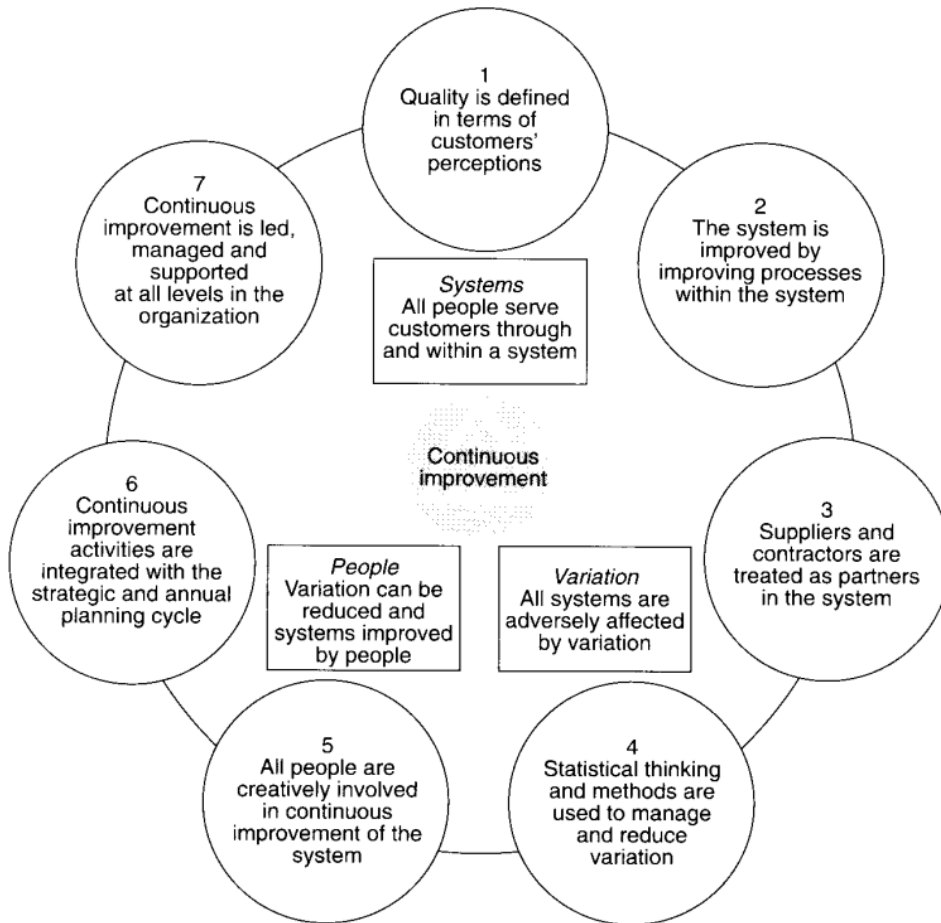 1
Quality is defined
in terms of
customers'
perceptions
2
The system is
improved by
improving processes
within the system
3
Suppliers and
contractors are
treated as partners
in the system
4
Statistical thinking
and methods are
used to manage
and reduce
variation
5
All people are
creatively involved
in continuous
improvement of the
system
6
Continuous
improvement
activities are
integrated with the
strategic and annual
planning cycle
7
Continuous
improvement is led,
managed and
supported
at all levels in the
organization
Systems
All people serve
customers through
and within a system
Continuous
improvement
People
Variation can be
reduced and
systems improved
by people
Variation
All systems are
adversely affected
by variation